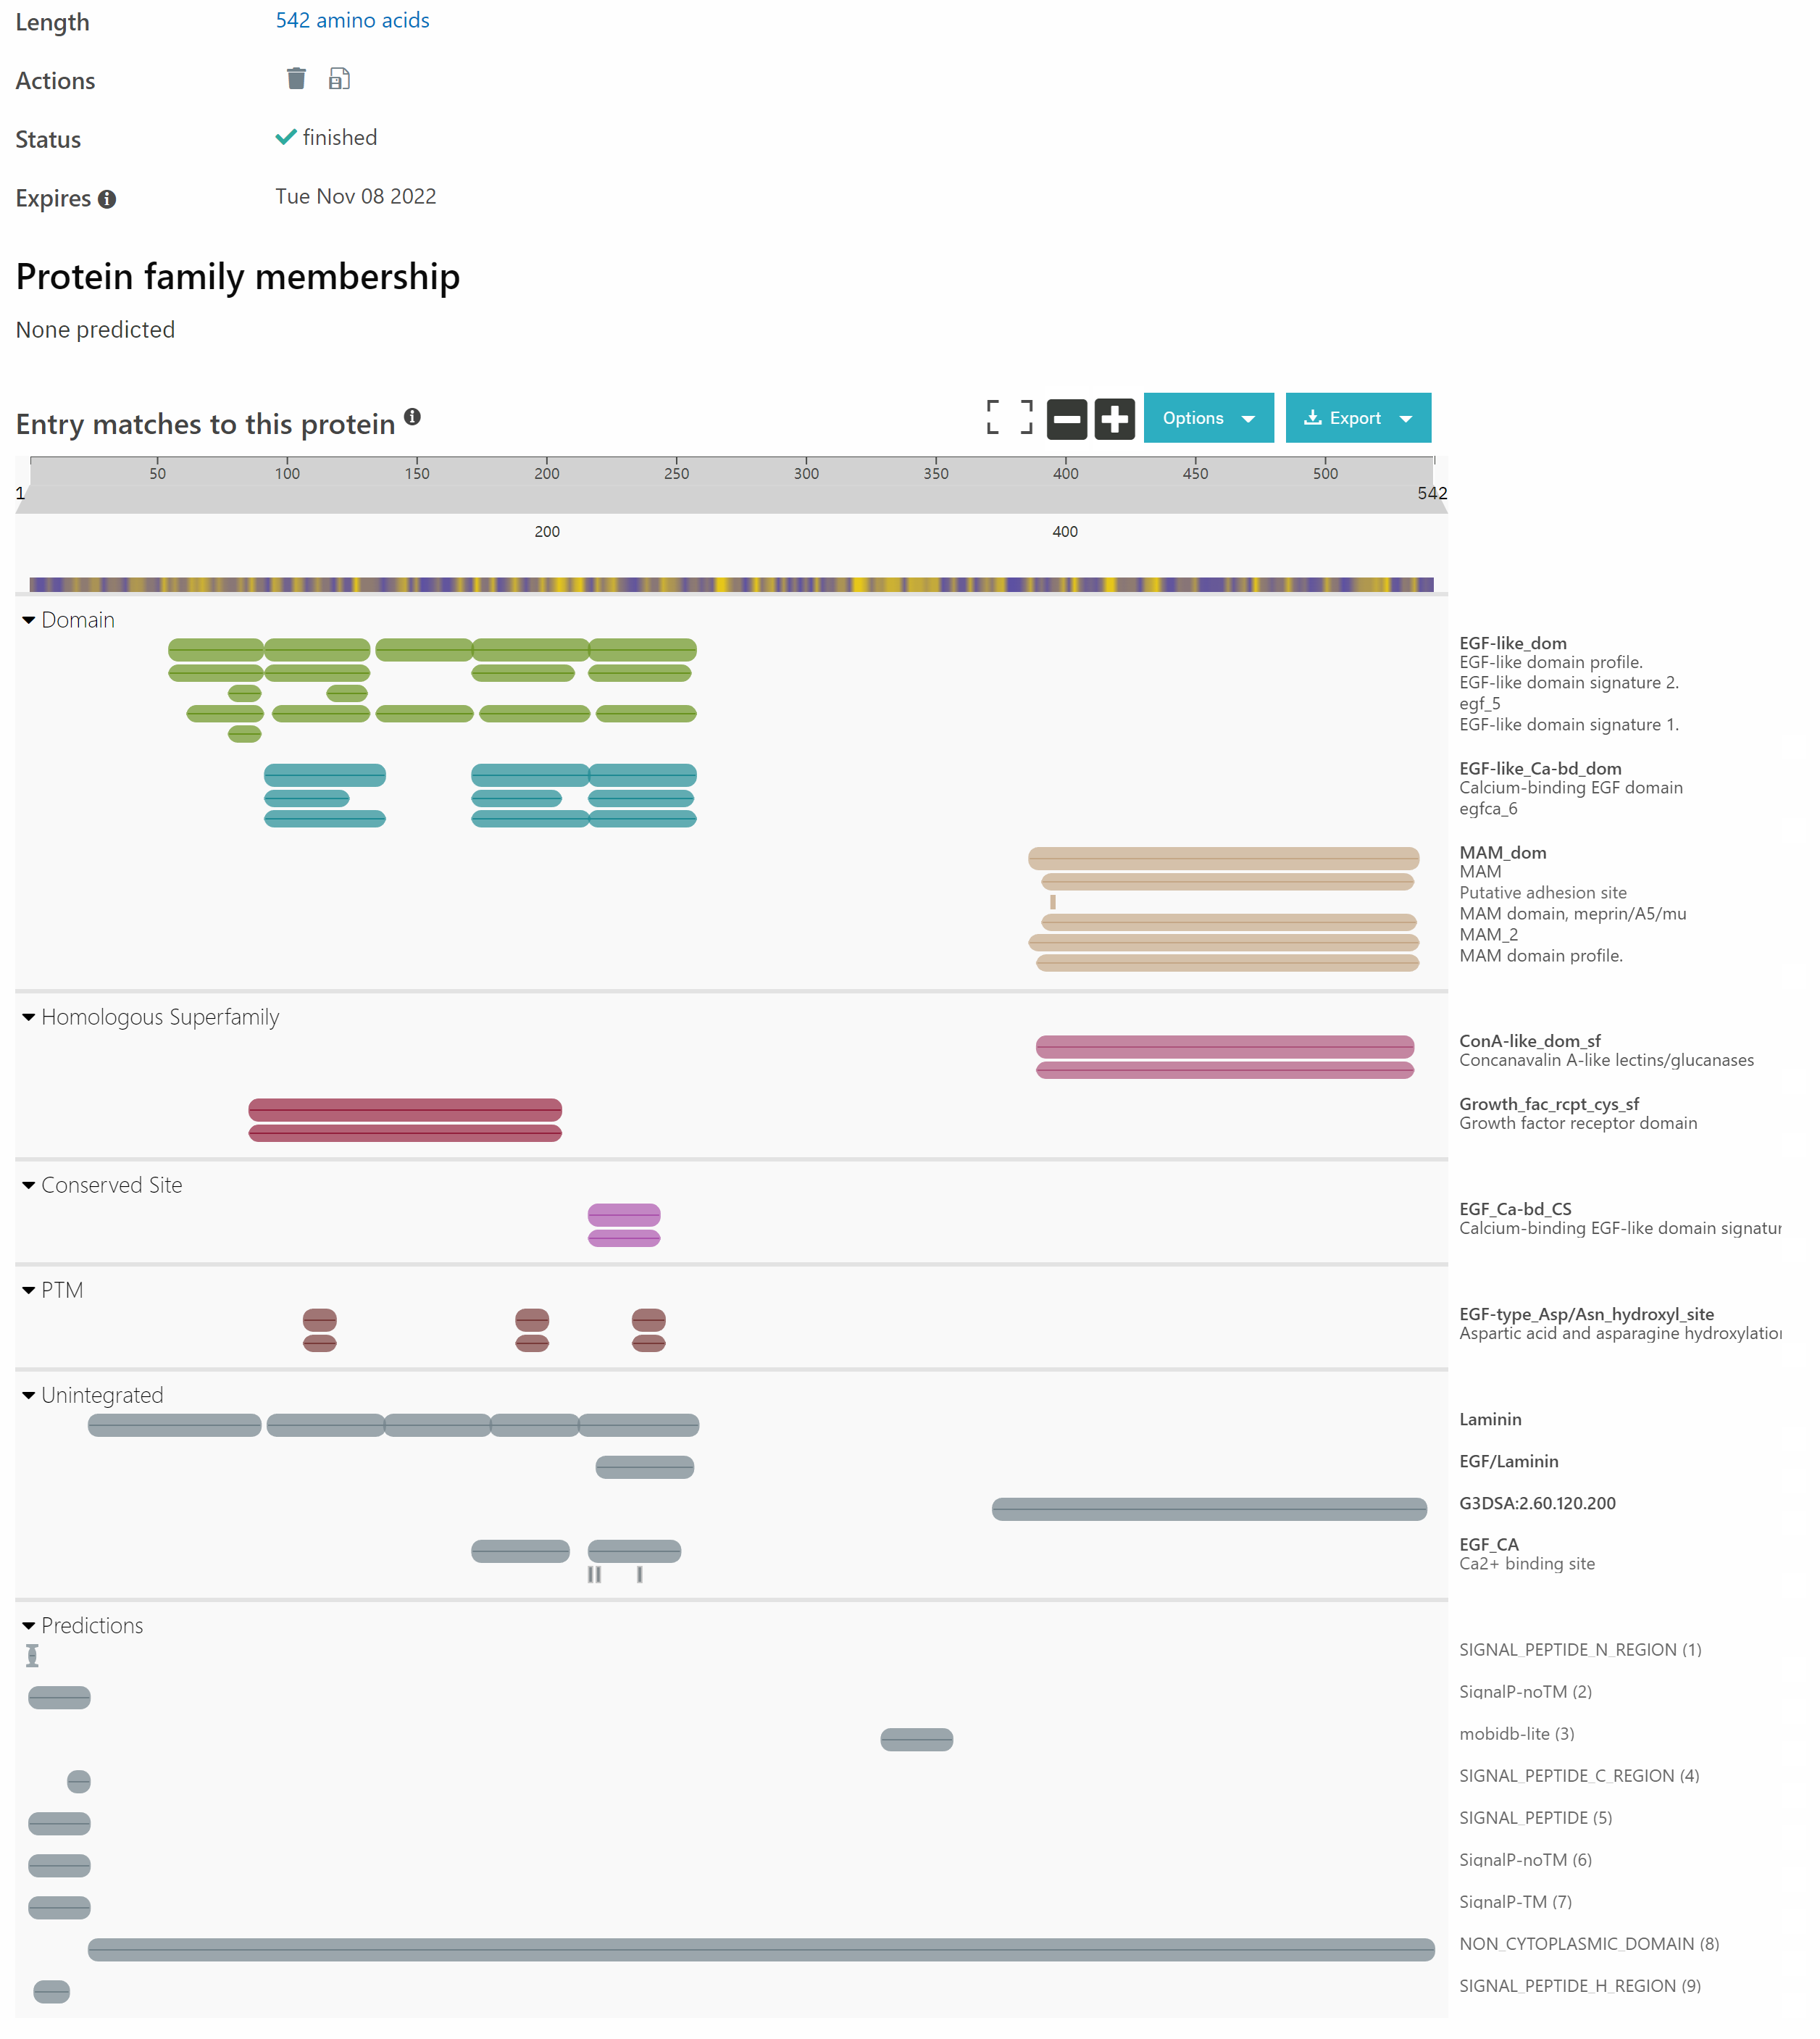 Length 542 amino acids
Actions
Status finished
Expires Tue Nov 08 2022
Protein family membership
None predicted
Entry matches to this protein
Options Export
50 100 150 200 250 300 350 400 450 500
1 542
200 400
Domain
EGF-like_dom
EGF-like domain profile.
EGF-like domain signature 2.
egf_5
EGF-like domain signature 1.
EGF-like_Ca-bd_dom
Calcium-binding EGF domain
egfca_6
MAM_dom
MAM
Putative adhesion site
MAM domain, meprin/A5/mu
MAM_2
MAM domain profile.
Homologous Superfamily
ConA-like_dom_sf
Concanavalin A-like lectins/glucanases
Growth_fac_rcpt_cys_sf
Growth factor receptor domain
Conserved Site
EGF_Ca-bd_CS
Calcium-binding EGF-like domain signatur
PTM
EGF-type_Asp/Asn_hydroxyl_site
Aspartic acid and asparagine hydroxylation
Unintegrated
Laminin
EGF/Laminin
G3DSA:2.60.120.200
EGF_CA
Ca2+ binding site
Predictions
SIGNAL_PEPTIDE_N_REGION (1)
SignalP-noTM (2)
mobidb-lite (3)
SIGNAL_PEPTIDE_C_REGION (4)
SIGNAL_PEPTIDE (5)
SignalP-noTM (6)
SignalP-TM (7)
NON_CYTOPLASMIC_DOMAIN (8)
SIGNAL_PEPTIDE_H_REGION (9)